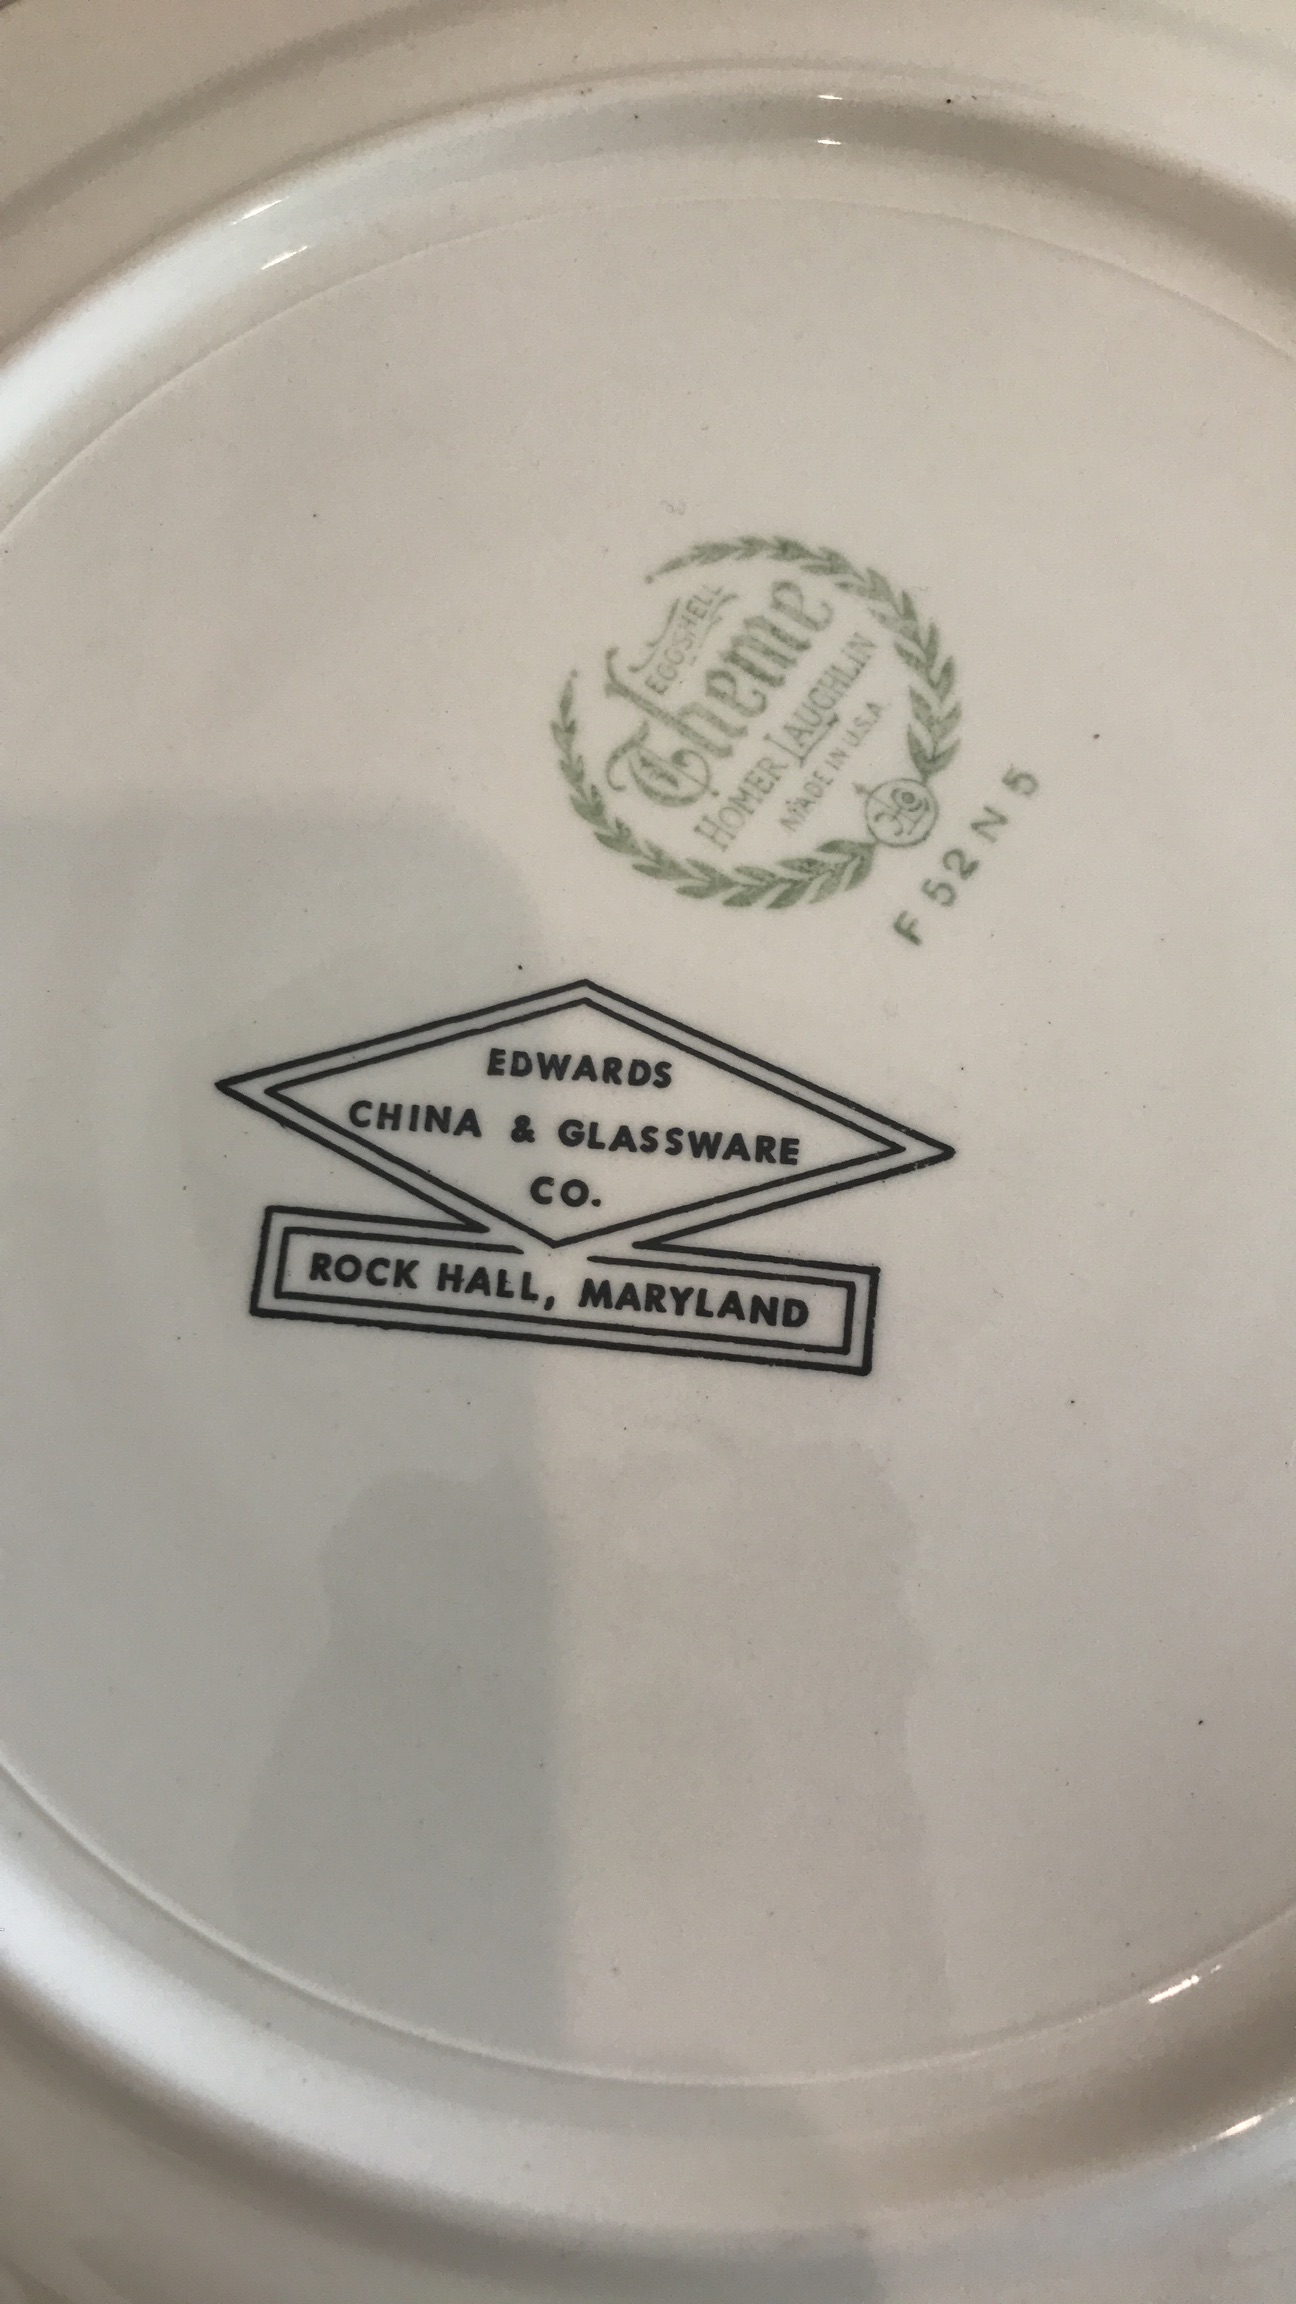 EGGSHELL
Theme
HOMER LAUGHLIN
MADE IN U.S.A.
F 52 N 5
EDWARDS
CHINA & GLASSWARE
CO.
ROCK HALL, MARYLAND